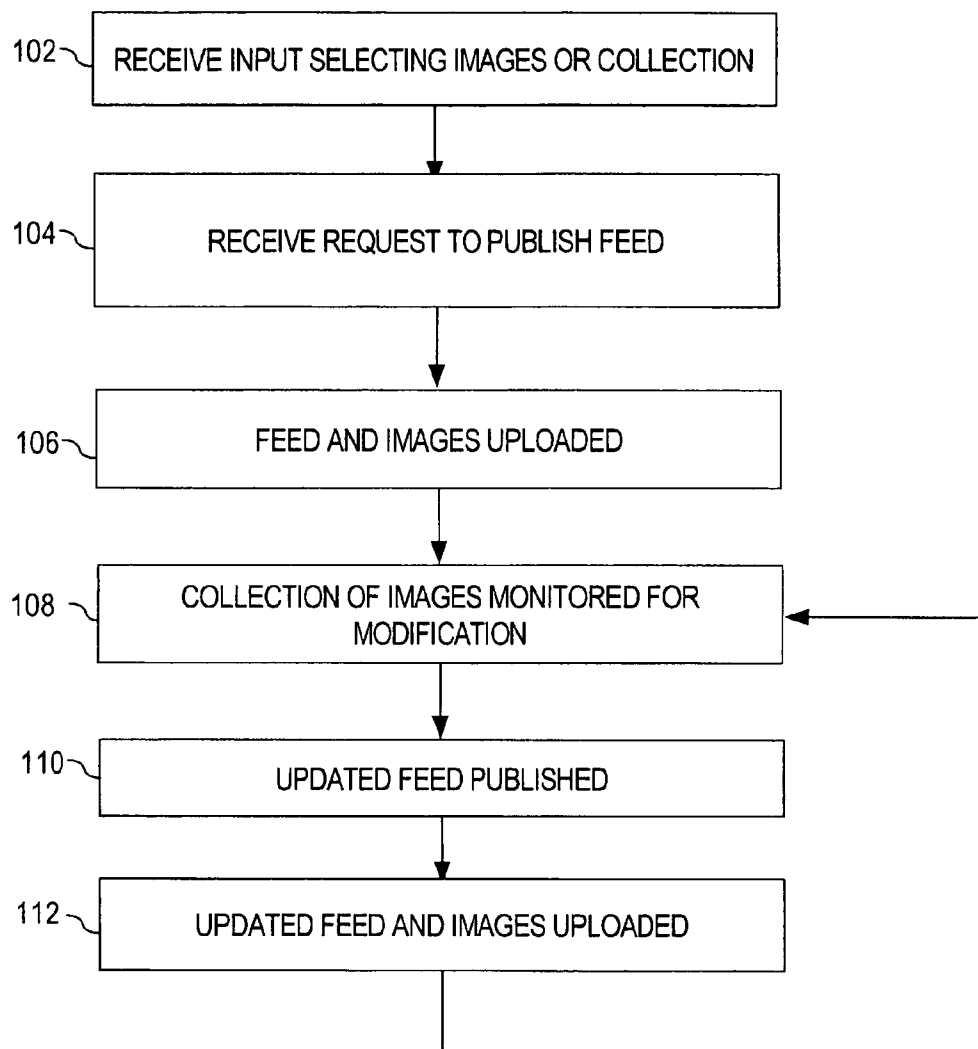 102
RECEIVE INPUT SELECTING IMAGES OR COLLECTION
104
RECEIVE REQUEST TO PUBLISH FEED
106
FEED AND IMAGES UPLOADED
108
COLLECTION OF IMAGES MONITORED FOR
MODIFICATION
110
UPDATED FEED PUBLISHED
112
UPDATED FEED AND IMAGES UPLOADED